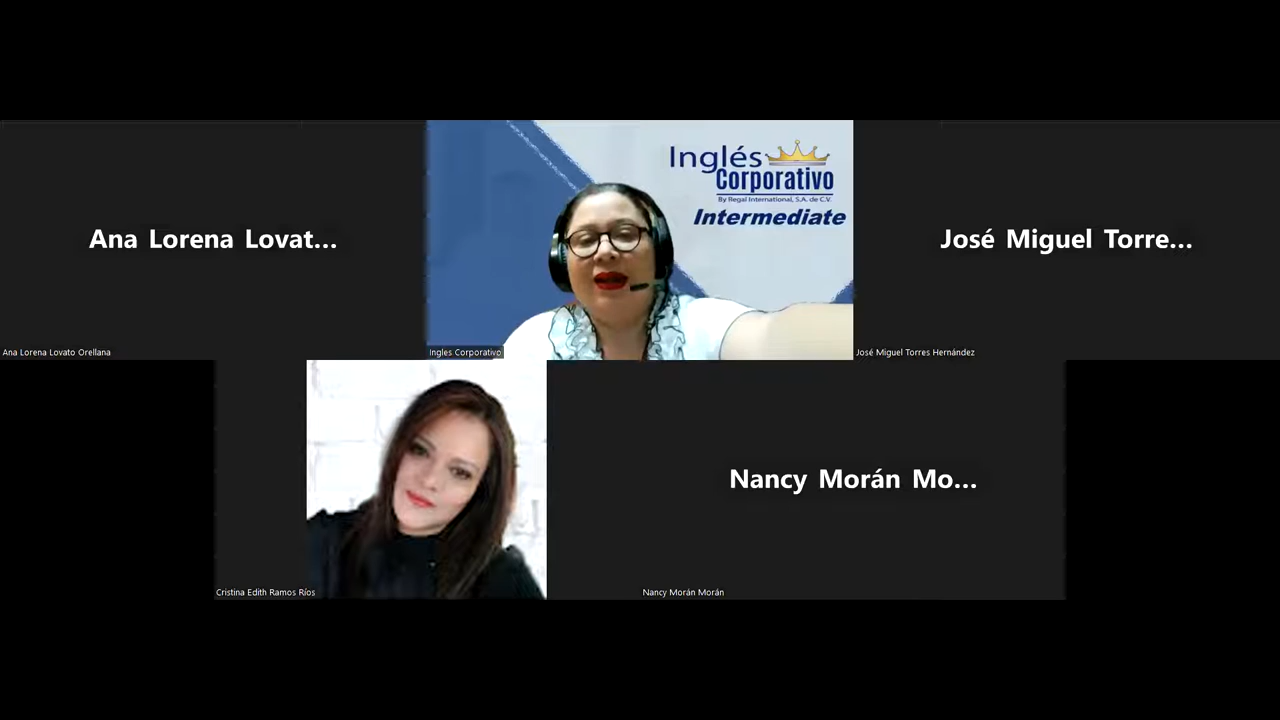 Ana Lorena Lovat...
Ana Lorena Lovato Orellana
Inglés
Corporativo
By Regal International, S.A. de C.V.
Intermediate
Ingles Corporativo
José Miguel Torre...
José Miguel Torres Hernández
Cristina Edith Ramos Ríos
Nancy Morán Mo...
Nancy Morán Morán